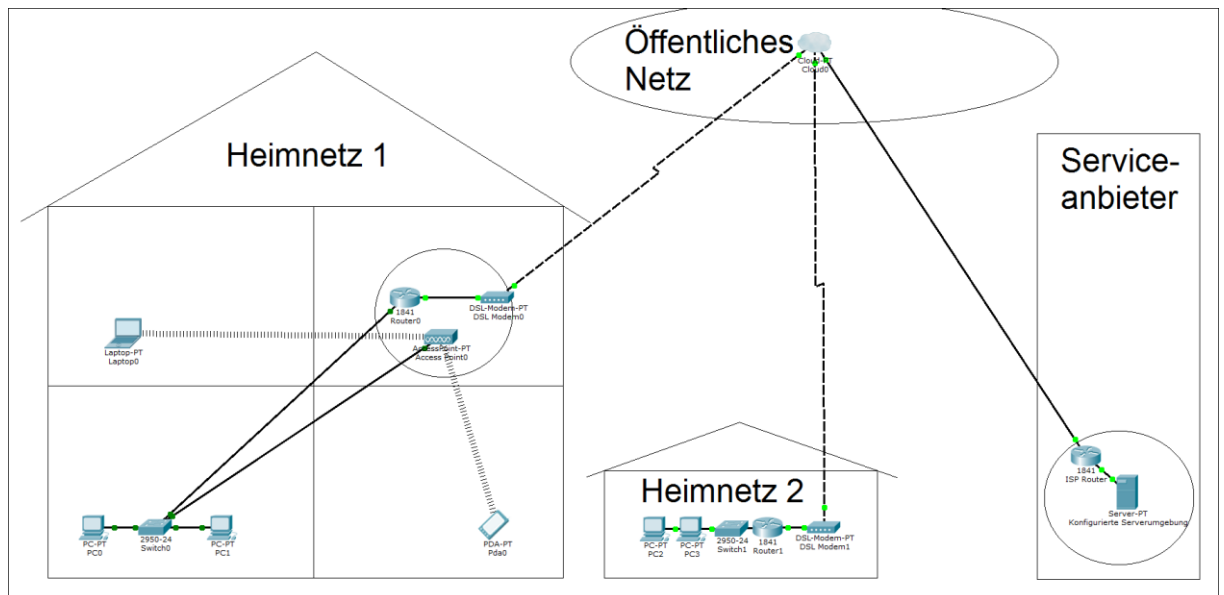 Öffentliches
Netz
Cloud-PT
Cloud0
Heimnetz 1
Service-
anbieter
1841
Router0
DSL-Modem-PT
DSL Modem0
Laptop-PT
Laptop0
AccessPoint-PT
Access Point0
PC-PT
PC0
2950-24
Switch0
PC-PT
PC1
PDA-PT
Pda0
Heimnetz 2
PC-PT
PC2
PC-PT
PC3
2950-24
Switch1
1841
Router1
DSL-Modem-PT
DSL Modem1
1841
ISP Router
Server-PT
Konfigurierte Serverumgebung